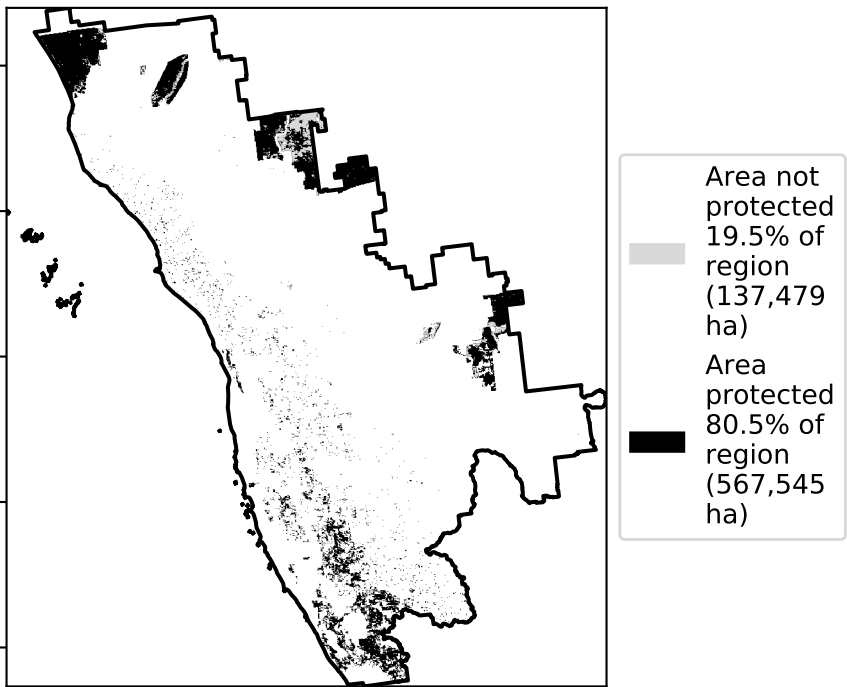 Area not
protected
19.5% of
region
(137,479
ha)
Area
protected
80.5% of
region
(567,545
ha)